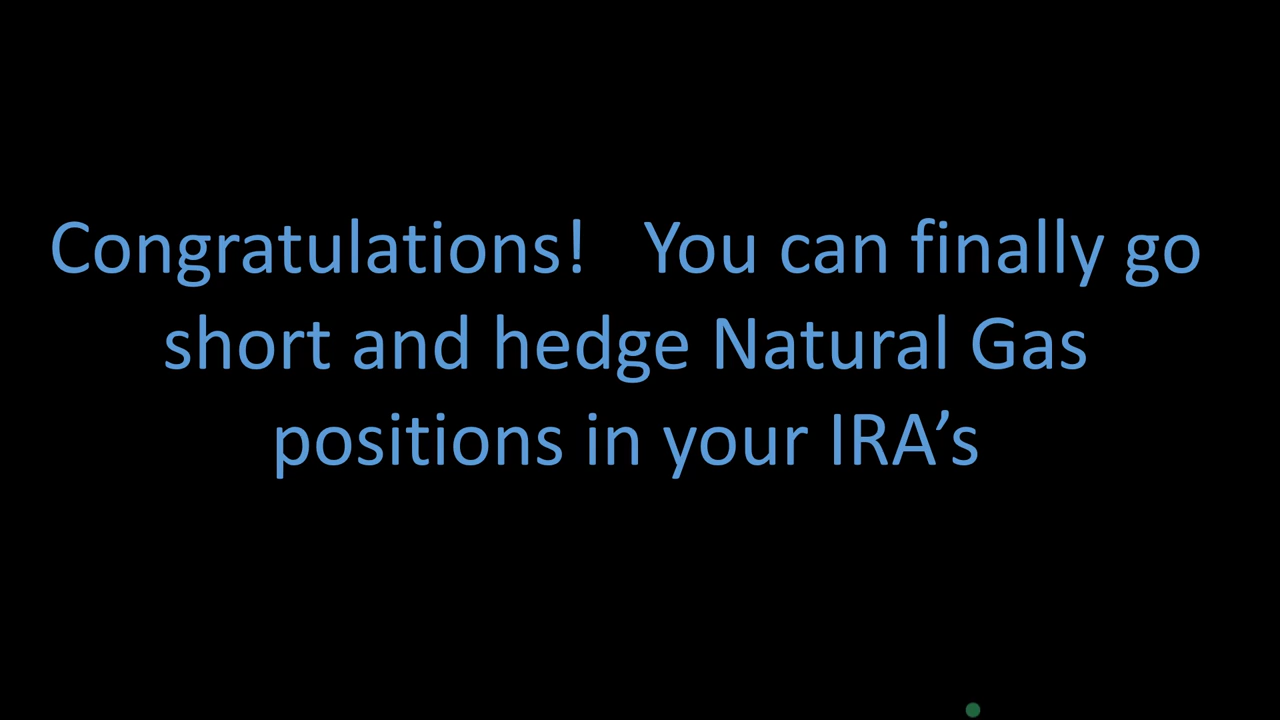 Congratulations!   You can finally go
short and hedge Natural Gas
positions in your IRA’s